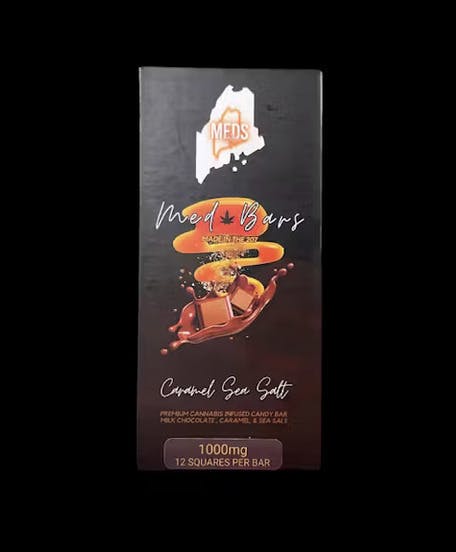 MEDS
Med Bars
MADE IN THE 207
Caramel Sea Salt
PREMIUM CANNABIS INFUSED CANDY BAR
MILK CHOCOLATE, CARAMEL, & SEA SALT
1000mg
12 SQUARES PER BAR